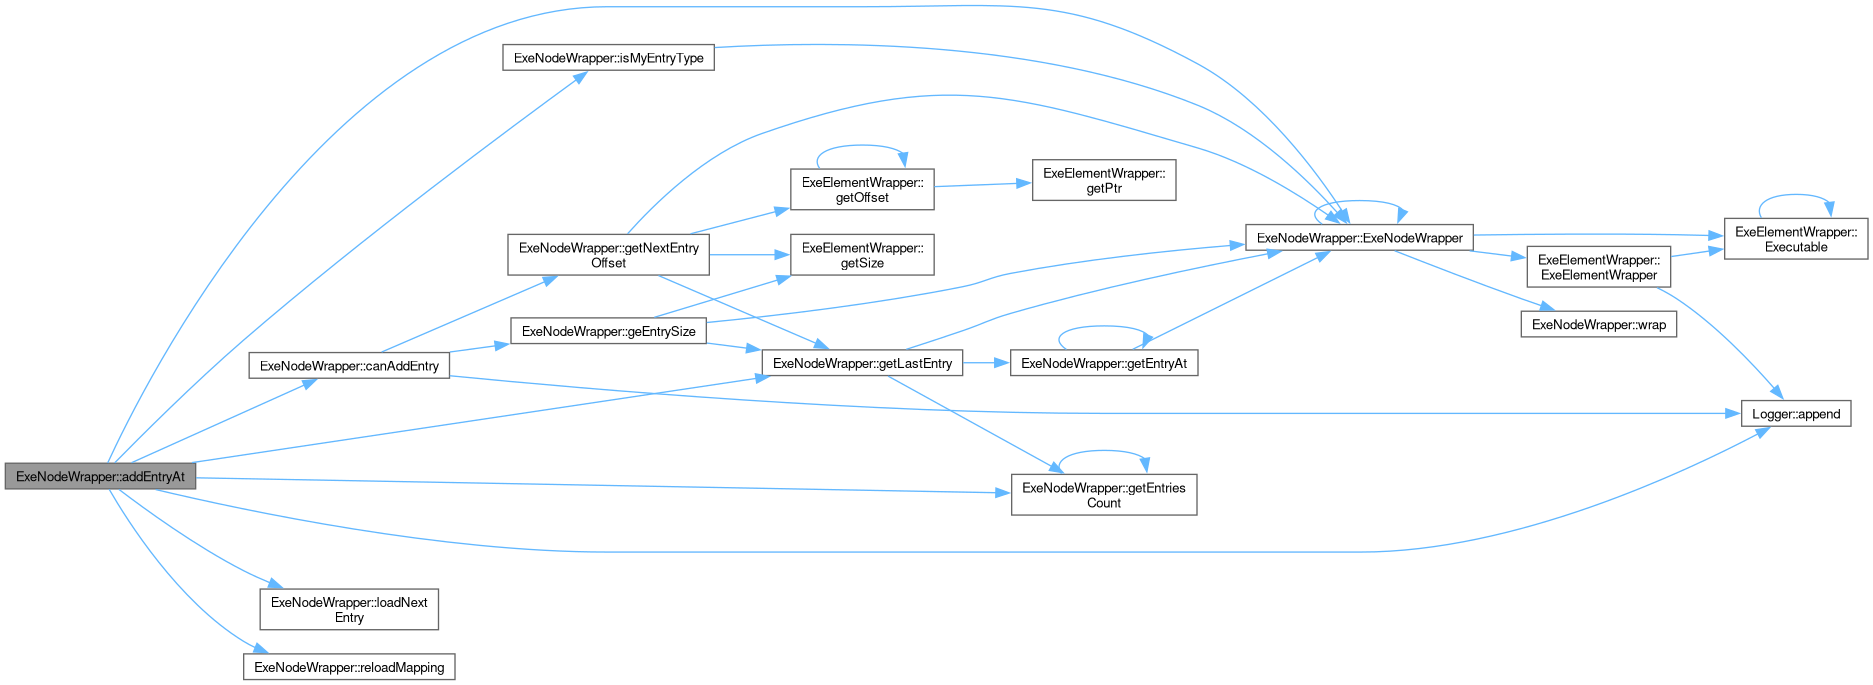 ExeNodeWrapper::isMyEntryType
ExeElementWrapper::
getOffset
ExeElementWrapper::
getPtr
ExeNodeWrapper::getNextEntry
Offset
ExeElementWrapper::
getSize
ExeNodeWrapper::ExeNodeWrapper
ExeElementWrapper::
Executable
ExeElementWrapper::
ExeElementWrapper
ExeNodeWrapper::geEntrySize
ExeNodeWrapper::wrap
ExeNodeWrapper::canAddEntry
ExeNodeWrapper::getLastEntry
ExeNodeWrapper::getEntryAt
Logger::append
ExeNodeWrapper::addEntryAt
ExeNodeWrapper::getEntries
Count
ExeNodeWrapper::loadNext
Entry
ExeNodeWrapper::reloadMapping